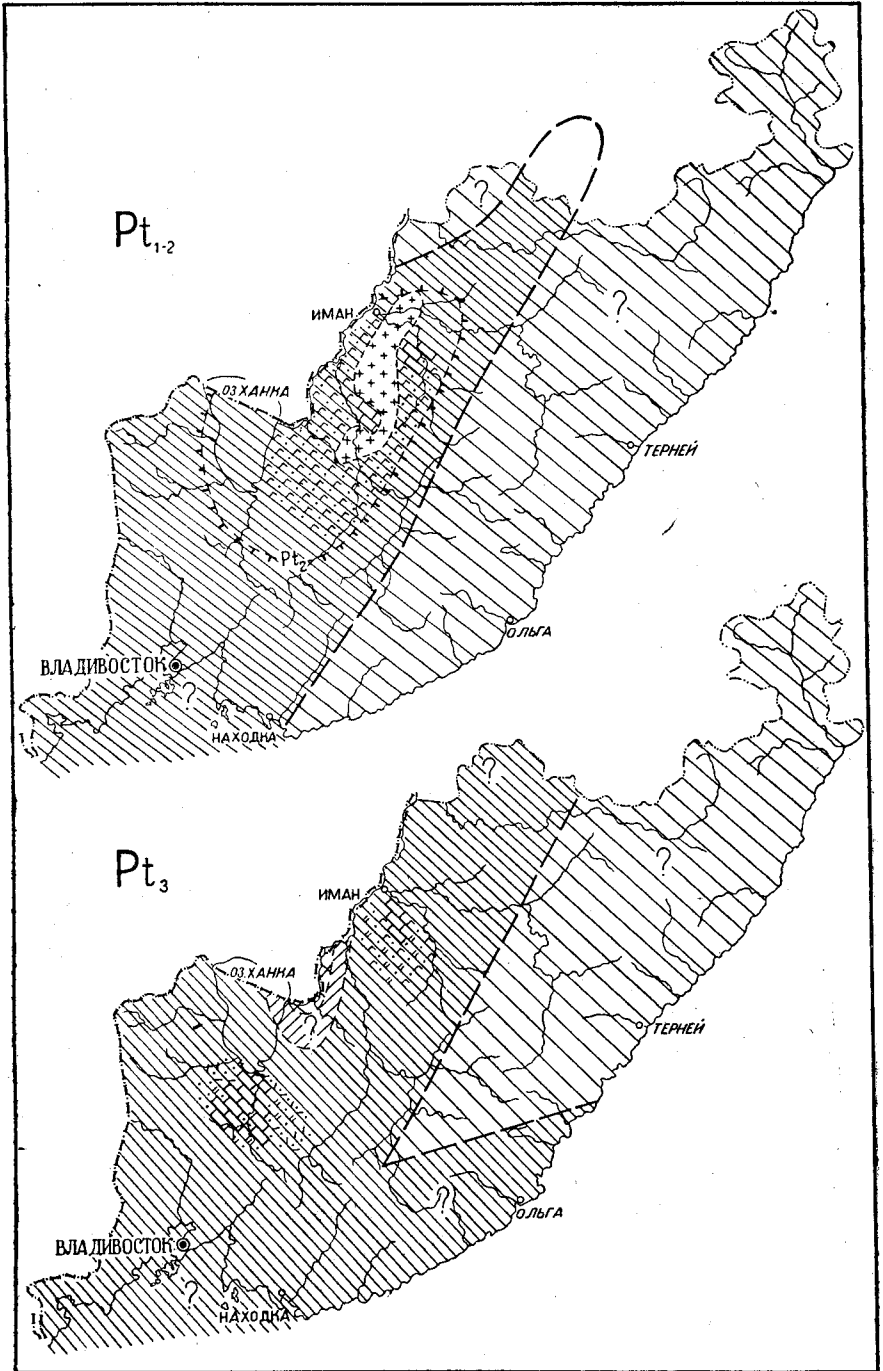 Pt₁₋₂
?
ИМАН
?
ОЗ.ХАНКА
ТЕРНЕЙ
Pt₂
ОЛЬГА
ВЛАДИВОСТОК
?
НАХОДКА
?
Pt₃
?
ИМАН
ОЗ.ХАНКА
?
ТЕРНЕЙ
?
ОЛЬГА
ВЛАДИВОСТОК
?
НАХОДКА